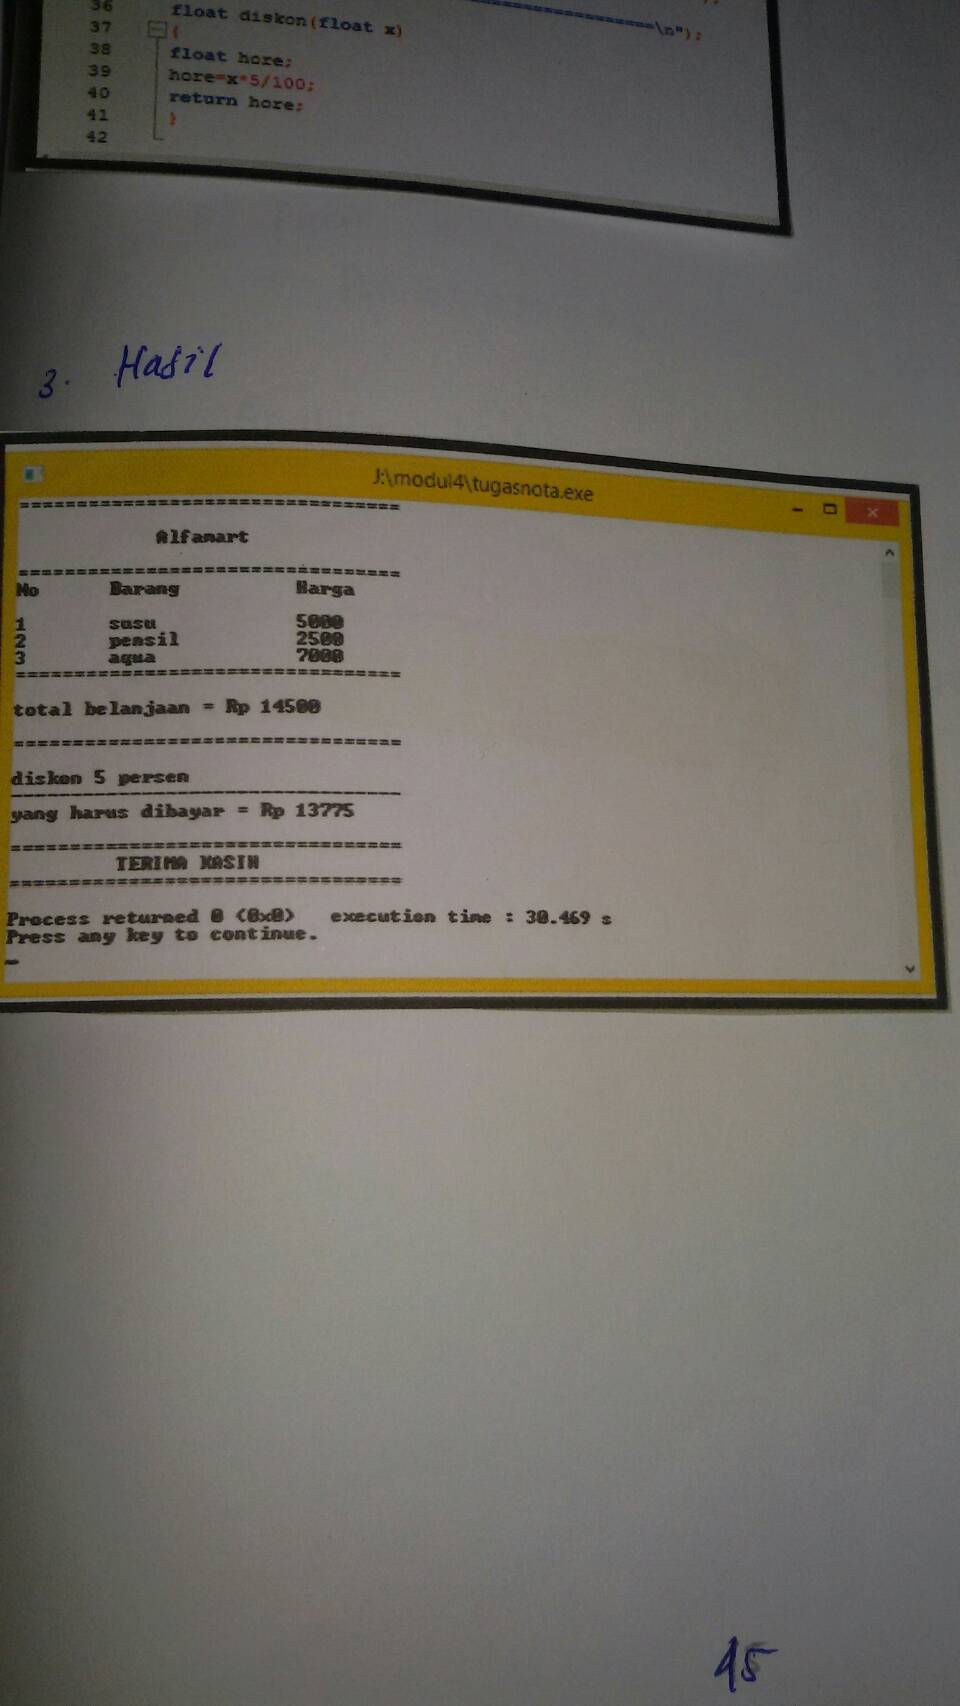 \n");
36 float diskon(float x)
37 {
38 float hore;
39 hore=x*5/100;
40 return hore;
41 }
42
3. Hasil
J:\modul4\tugasnota.exe
=================================
Alfamart
=================================
No Barang Harga
1 susu 5000
2 pensil 2500
3 aqua 7000
=================================
total belanjaan = Rp 14500
=================================
diskon 5 persen
---------------------------------
yang harus dibayar = Rp 13775
=================================
TERIMA KASIH
=================================
Process returned 0 (0x0) execution time : 30.469 s
Press any key to continue.
45